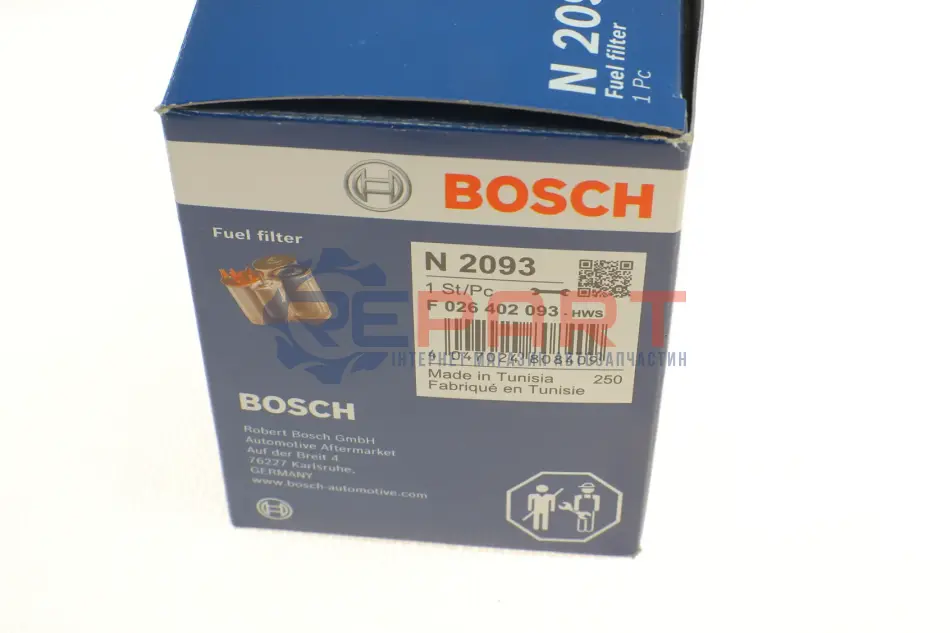 N 209
Fuel filter
1 Pc
BOSCH
Fuel filter
N 2093
1 St/Pc
F 026 402 093 - HWS
Made in Tunisia 250
Fabriqué en Tunisie
REPART
ІНТЕРНЕТ МАГАЗИН АВТОЗАПЧАСТИН
BOSCH
Robert Bosch GmbH
Automotive Aftermarket
Auf der Breit 4
76227 Karlsruhe,
GERMANY
www.bosch-automotive.com